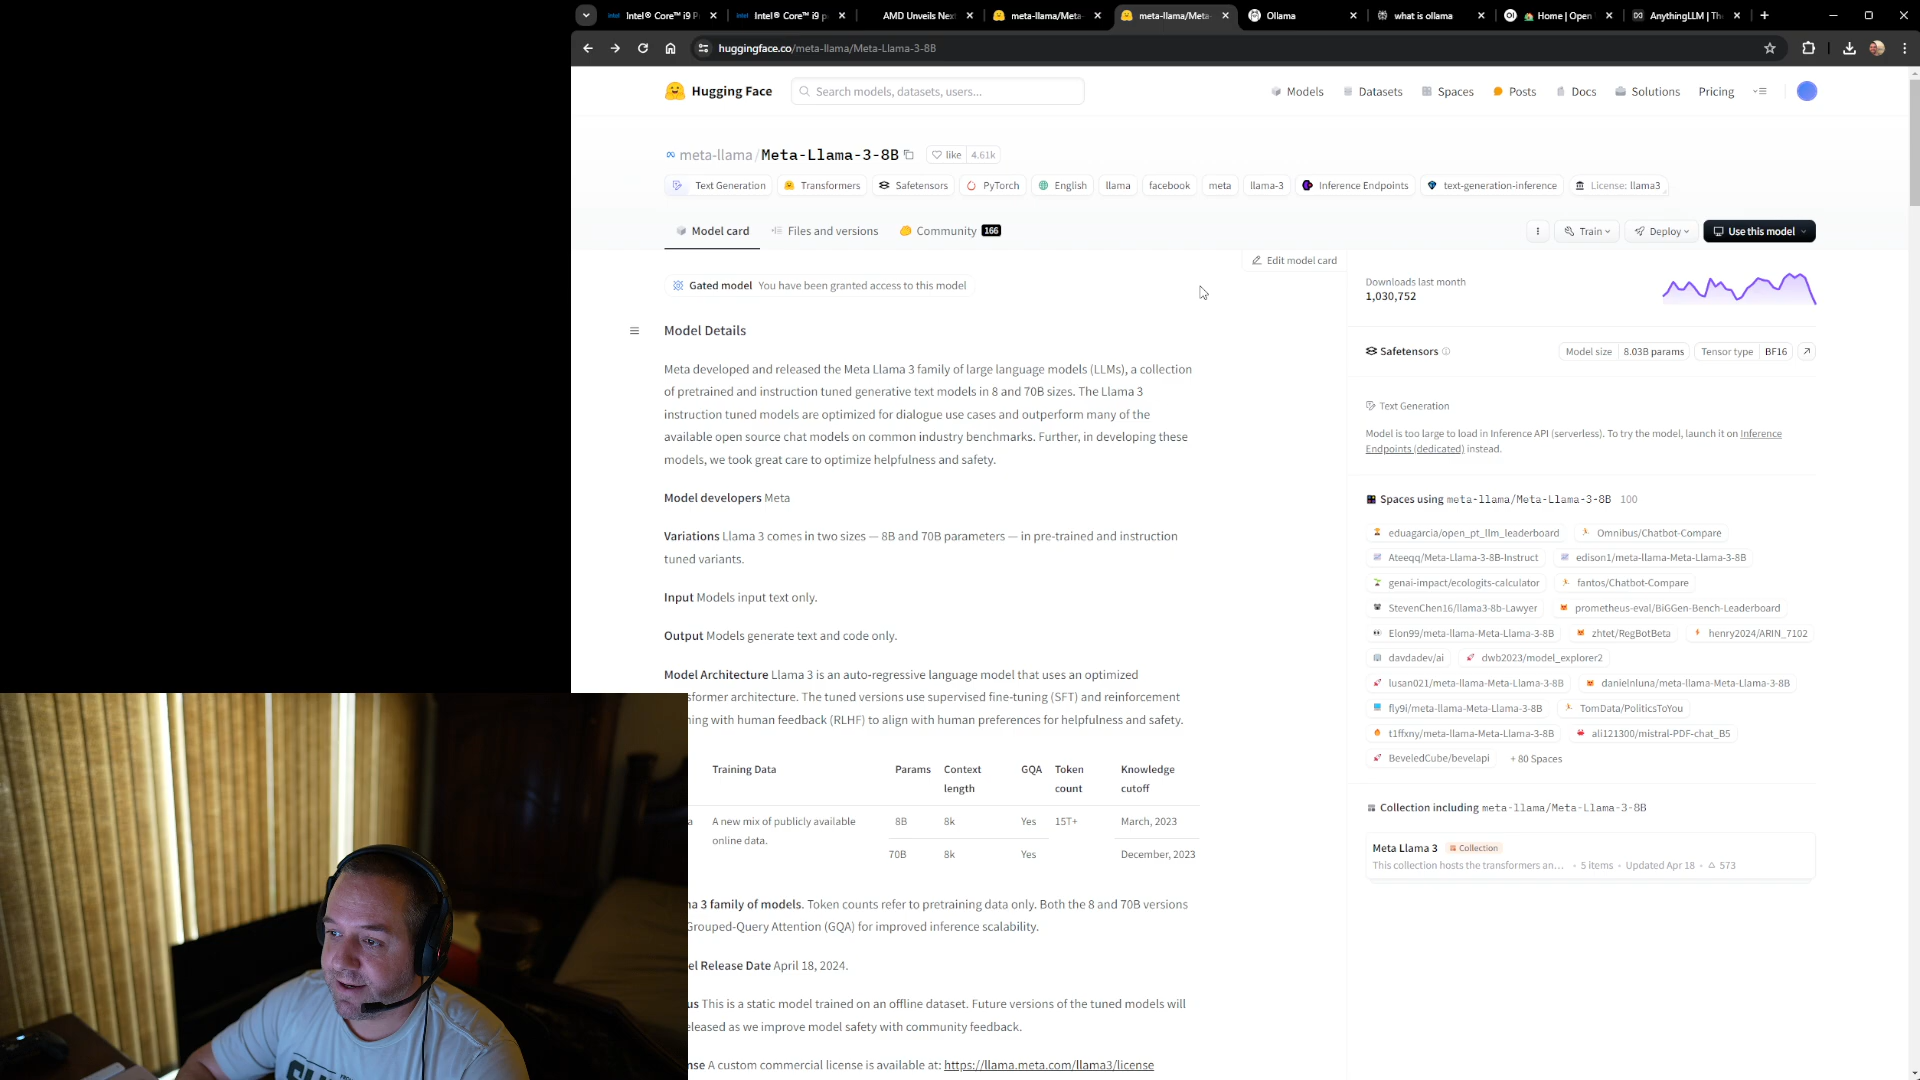 Intel® Core™ i9 P
Intel® Core™ i9 p
AMD Unveils Nex
meta-llama/Meta-
meta-llama/Meta-
Ollama
what is ollama
Home | Open
AnythingLLM | Th
huggingface.co/meta-llama/Meta-Llama-3-8B
Hugging Face
Search models, datasets, users...
Models
Datasets
Spaces
Posts
Docs
Solutions
Pricing
meta-llama/Meta-Llama-3-8B
like 4.61k
Text Generation
Transformers
Safetensors
PyTorch
English
llama
facebook
meta
llama-3
Inference Endpoints
text-generation-inference
License: llama3
Model card
Files and versions
Community 166
Train
Deploy
Use this model
Edit model card
Gated model You have been granted access to this model
Model Details
Meta developed and released the Meta Llama 3 family of large language models (LLMs), a collection
of pretrained and instruction tuned generative text models in 8 and 70B sizes. The Llama 3
instruction tuned models are optimized for dialogue use cases and outperform many of the
available open source chat models on common industry benchmarks. Further, in developing these
models, we took great care to optimize helpfulness and safety.
Model developers Meta
Variations Llama 3 comes in two sizes — 8B and 70B parameters — in pre-trained and instruction
tuned variants.
Input Models input text only.
Output Models generate text and code only.
Model Architecture Llama 3 is an auto-regressive language model that uses an optimized
sformer architecture. The tuned versions use supervised fine-tuning (SFT) and reinforcement
ning with human feedback (RLHF) to align with human preferences for helpfulness and safety.
Training Data
Params
Context length
GQA
Token count
Knowledge cutoff
a
A new mix of publicly available
online data.
8B 8k Yes 15T+ March, 2023
70B 8k Yes December, 2023
na 3 family of models. Token counts refer to pretraining data only. Both the 8 and 70B versions
Grouped-Query Attention (GQA) for improved inference scalability.
el Release Date April 18, 2024.
us This is a static model trained on an offline dataset. Future versions of the tuned models will
eleased as we improve model safety with community feedback.
nse A custom commercial license is available at: https://llama.meta.com/llama3/license
Downloads last month
1,030,752
Safetensors
Model size 8.03B params
Tensor type BF16
Text Generation
Model is too large to load in Inference API (serverless). To try the model, launch it on Inference
Endpoints (dedicated) instead.
Spaces using meta-llama/Meta-Llama-3-8B 100
eduagarcia/open_pt_llm_leaderboard
Omnibus/Chatbot-Compare
Ateeqq/Meta-Llama-3-8B-Instruct
edison1/meta-llama-Meta-Llama-3-8B
genai-impact/ecologits-calculator
fantos/Chatbot-Compare
StevenChen16/llama3-8b-Lawyer
prometheus-eval/BiGGen-Bench-Leaderboard
Elon99/meta-llama-Meta-Llama-3-8B
zhtet/RegBotBeta
henry2024/ARIN_7102
davdadev/ai
dwb2023/model_explorer2
lusan021/meta-llama-Meta-Llama-3-8B
danielnluna/meta-llama-Meta-Llama-3-8B
fly9i/meta-llama-Meta-Llama-3-8B
TomData/PoliticsToYou
t1ffxny/meta-llama-Meta-Llama-3-8B
ali121300/mistral-PDF-chat_B5
BeveledCube/bevelapi
+ 80 Spaces
Collection including meta-llama/Meta-Llama-3-8B
Meta Llama 3 Collection
This collection hosts the transformers an... • 5 items • Updated Apr 18 • 573